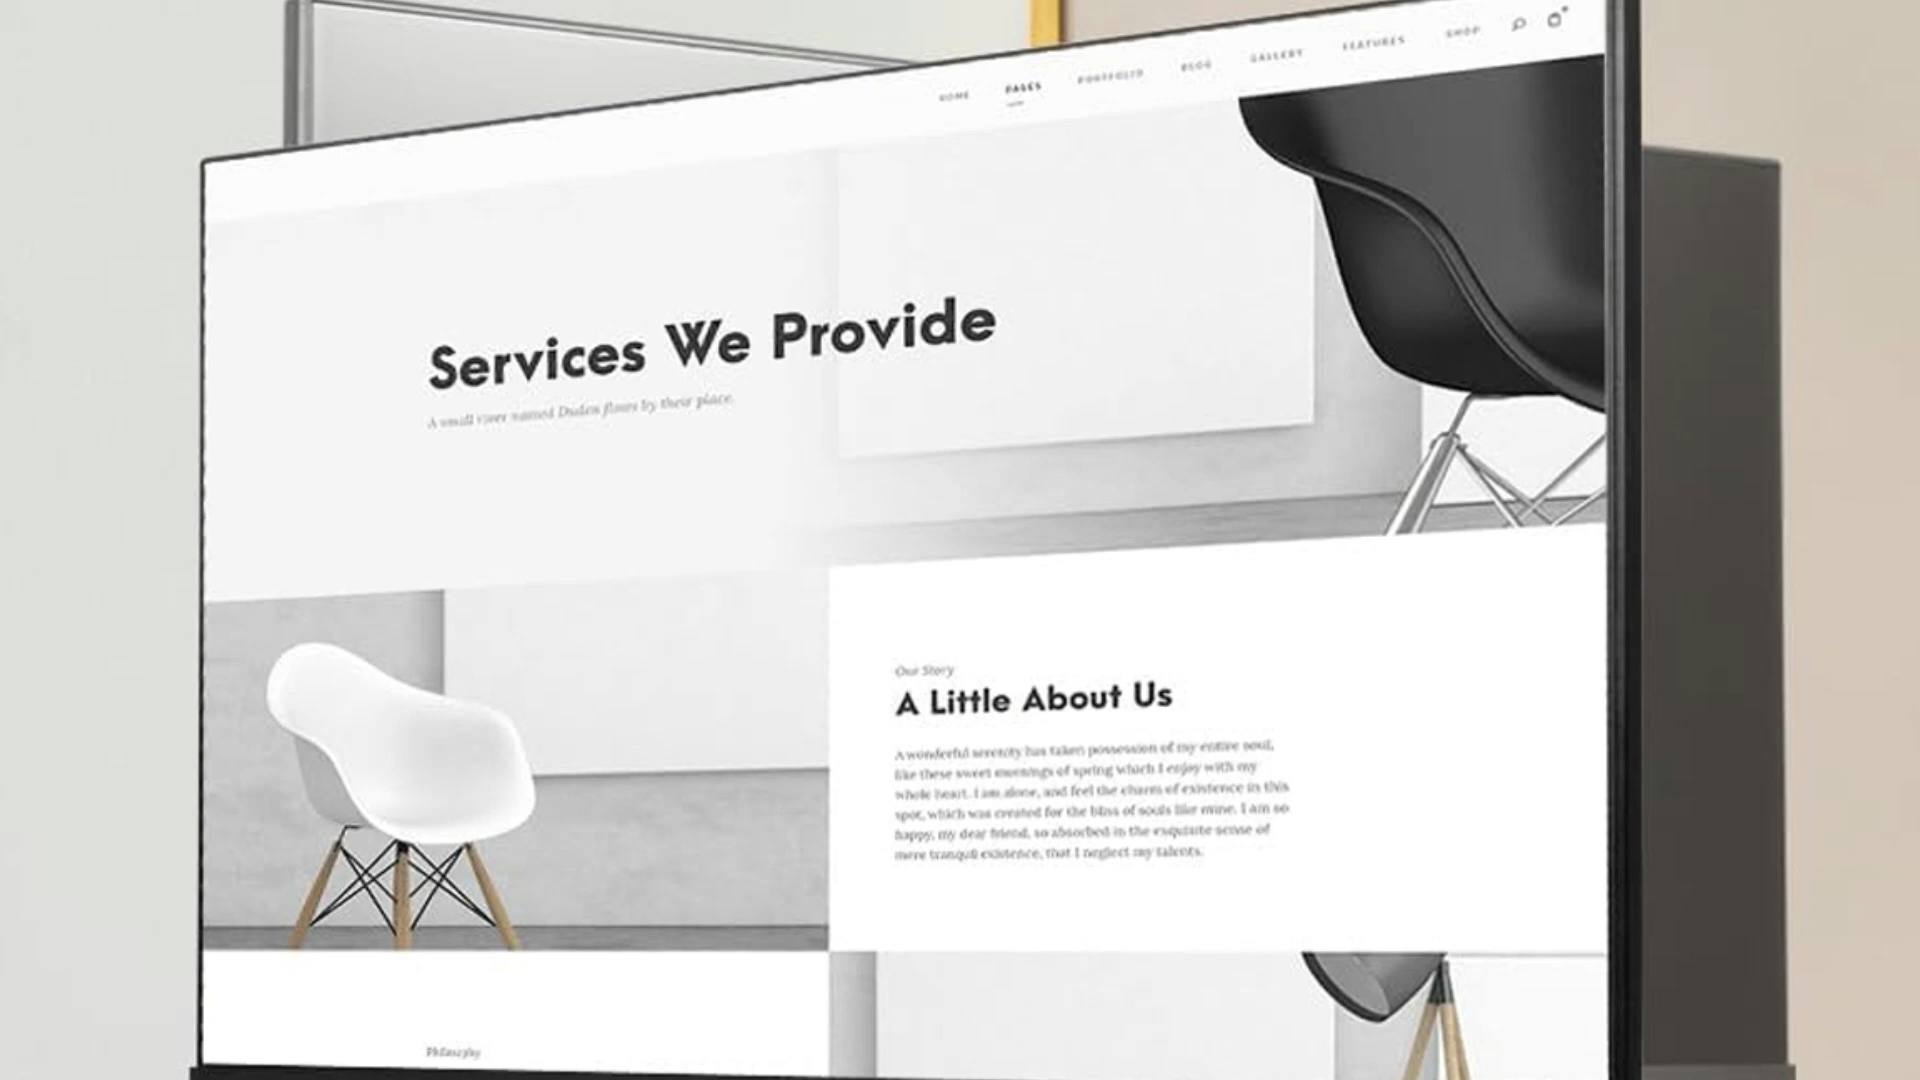 HOME PAGES PORTFOLIO BLOG GALLERY FEATURES SHOP
Services We Provide
A small river named Duden flows by their place.
Our Story
A Little About Us
A wonderful serenity has taken possession of my entire soul,
like these sweet mornings of spring which I enjoy with my
whole heart. I am alone, and feel the charm of existence in this
spot, which was created for the bliss of souls like mine. I am so
happy, my dear friend, so absorbed in the exquisite sense of
mere tranquil existence, that I neglect my talents.
Philosophy